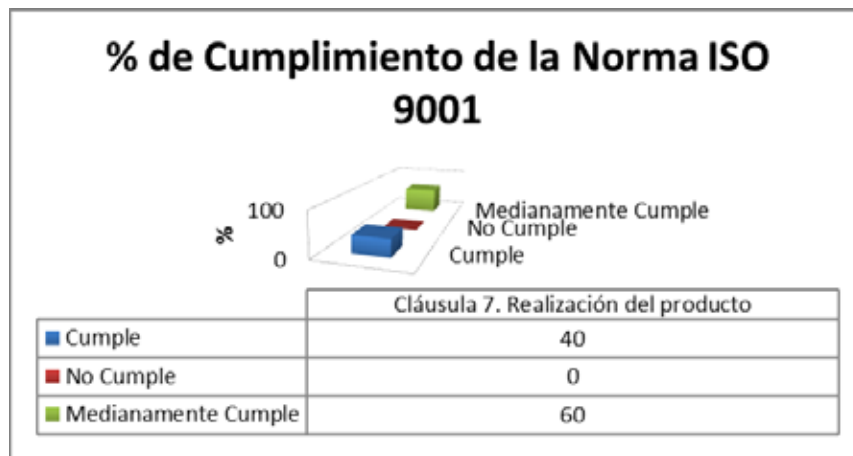 % de Cumplimiento de la Norma ISO
9001
100
%
0
Medianamente Cumple
No Cumple
Cumple
Cláusula 7. Realización del producto
Cumple 40
No Cumple 0
Medianamente Cumple 60